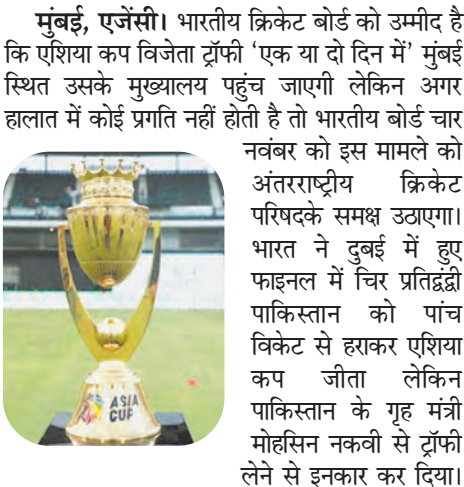 मुंबई, एजेंसी। भारतीय क्रिकेट बोर्ड को उम्मीद है
कि एशिया कप विजेता ट्रॉफी ‘एक या दो दिन में’ मुंबई
स्थित उसके मुख्यालय पहुंच जाएगी लेकिन अगर
हालात में कोई प्रगति नहीं होती है तो भारतीय बोर्ड चार
नवंबर को इस मामले को
अंतरराष्ट्रीय क्रिकेट
परिषदके समक्ष उठाएगा।
भारत ने दुबई में हुए
फाइनल में चिर प्रतिद्वंद्वी
पाकिस्तान को पांच
विकेट से हराकर एशिया
कप जीता लेकिन
पाकिस्तान के गृह मंत्री
मोहसिन नकवी से ट्रॉफी
लेने से इनकार कर दिया।
ASIA
CUP